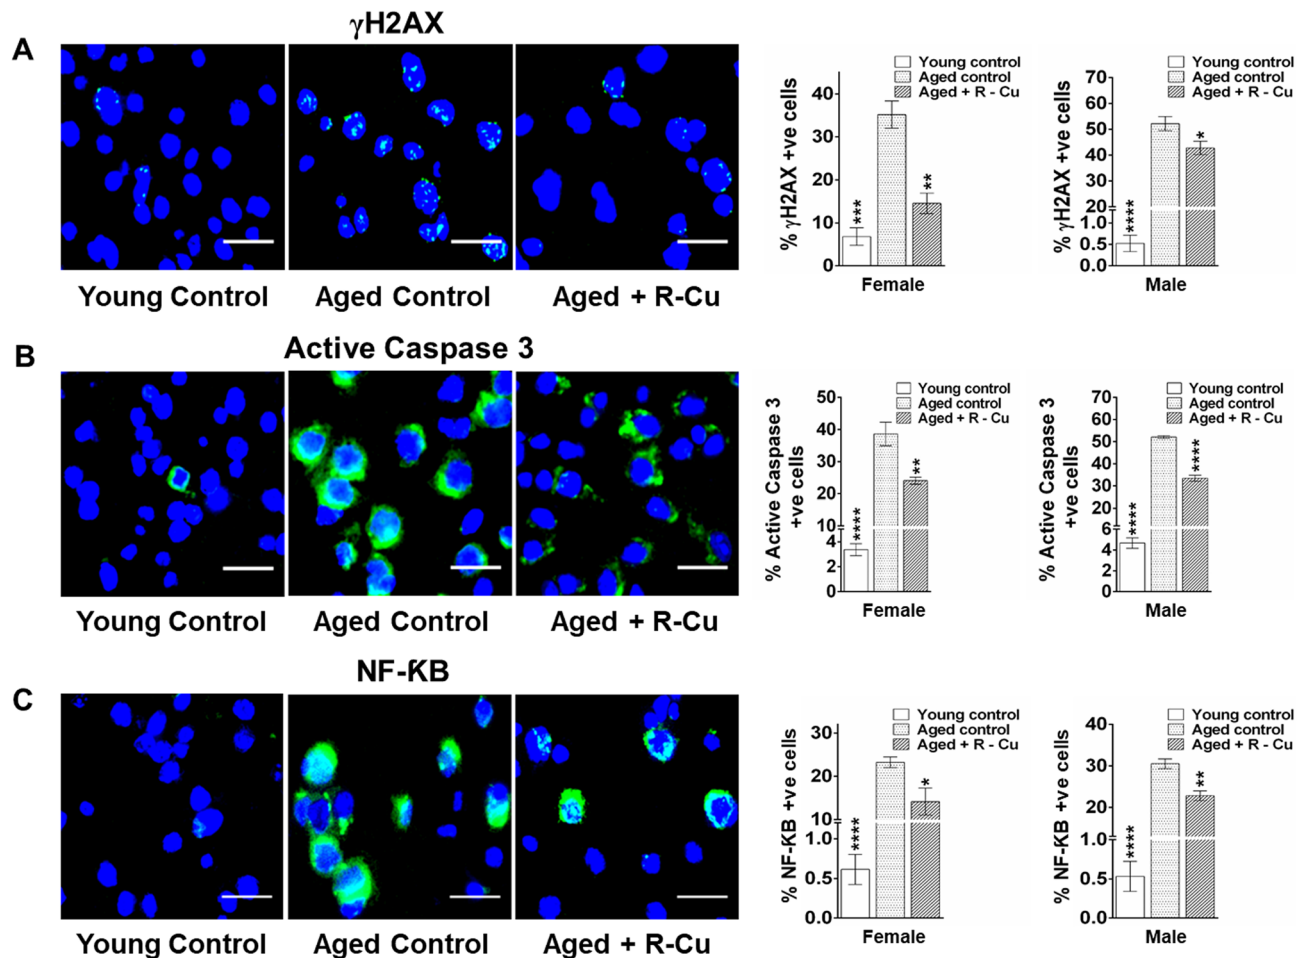 A
γH2AX
Young Control
Aged Control
Aged + R-Cu
% γH2AX +ve cells
40
30
20
10
0
***
**
Young control
Aged control
Aged + R - Cu
Female
% γH2AX +ve cells
70
60
50
40
30
20
1.0
0.5
0.0
****
*
Young control
Aged control
Aged + R - Cu
Male
B
Active Caspase 3
Young Control
Aged Control
Aged + R-Cu
% Active Caspase 3
+ve cells
50
40
30
20
10
4
2
0
****
**
Young control
Aged control
Aged + R - Cu
Female
% Active Caspase 3
+ve cells
70
60
50
40
30
20
10
6
4
2
0
****
****
Young control
Aged control
Aged + R - Cu
Male
C
NF-ƘB
Young Control
Aged Control
Aged + R-Cu
% NF-ƘB +ve cells
30
20
10
1.0
0.5
0.0
****
*
Young control
Aged control
Aged + R - Cu
Female
% NF-ƘB +ve cells
40
30
20
10
1.0
0.5
0.0
****
**
Young control
Aged control
Aged + R - Cu
Male